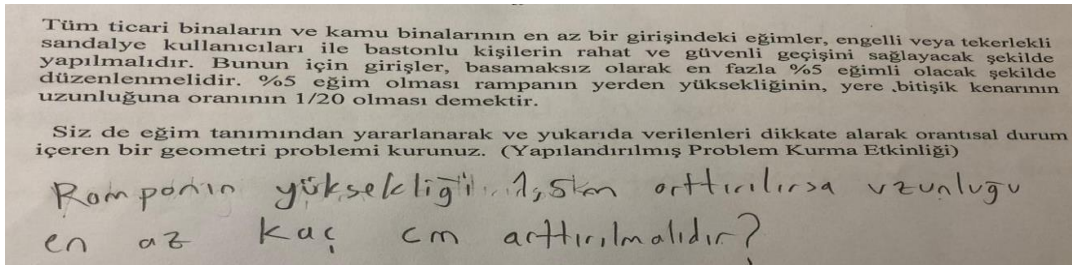 Tüm ticari binaların ve kamu binalarının en az bir girişindeki eğimler, engelli veya tekerlekli
sandalye kullanıcıları ile bastonlu kişilerin rahat ve güvenli geçişini sağlayacak şekilde
yapılmalıdır. Bunun için girişler, basamaksız olarak en fazla %5 eğimli olacak şekilde
düzenlenmelidir. %5 eğim olması rampanın yerden yüksekliğinin, yere bitişik kenarının
uzunluğuna oranının 1/20 olması demektir.
Siz de eğim tanımından yararlanarak ve yukarıda verilenleri dikkate alarak orantısal durum
içeren bir geometri problemi kurunuz. (Yapılandırılmış Problem Kurma Etkinliği)
Rampanın yüksekliği 1,5km arttırılırsa uzunluğu
en az kaç cm arttırılmalıdır?